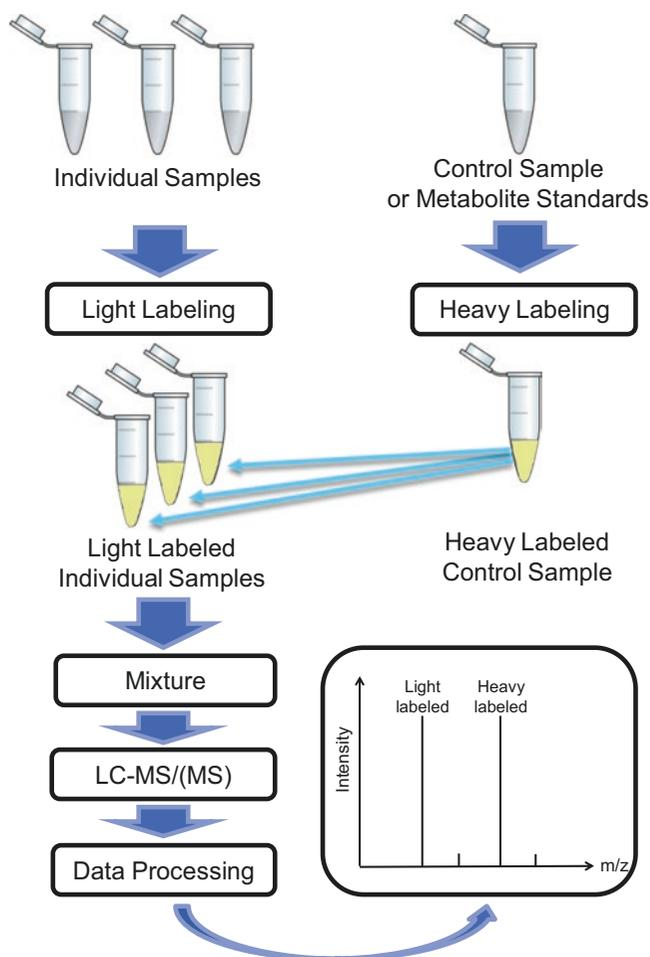 Individual Samples
Control Sample
or Metabolite Standards
Light Labeling
Heavy Labeling
Light Labeled
Individual Samples
Heavy Labeled
Control Sample
Mixture
LC-MS/(MS)
Data Processing
Light
labeled
Heavy
labeled
Intensity
m/z